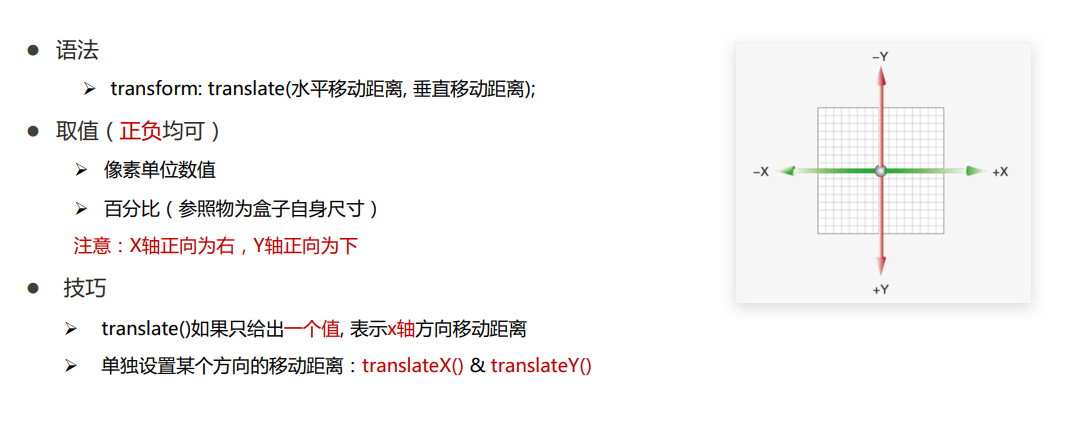 语法
transform: translate(水平移动距离, 垂直移动距离);
取值（正负均可）
像素单位数值
百分比（参照物为盒子自身尺寸）
注意：X轴正向为右，Y轴正向为下
技巧
translate()如果只给出一个值, 表示x轴方向移动距离
单独设置某个方向的移动距离：translateX() & translateY()
−Y
−X
+X
+Y